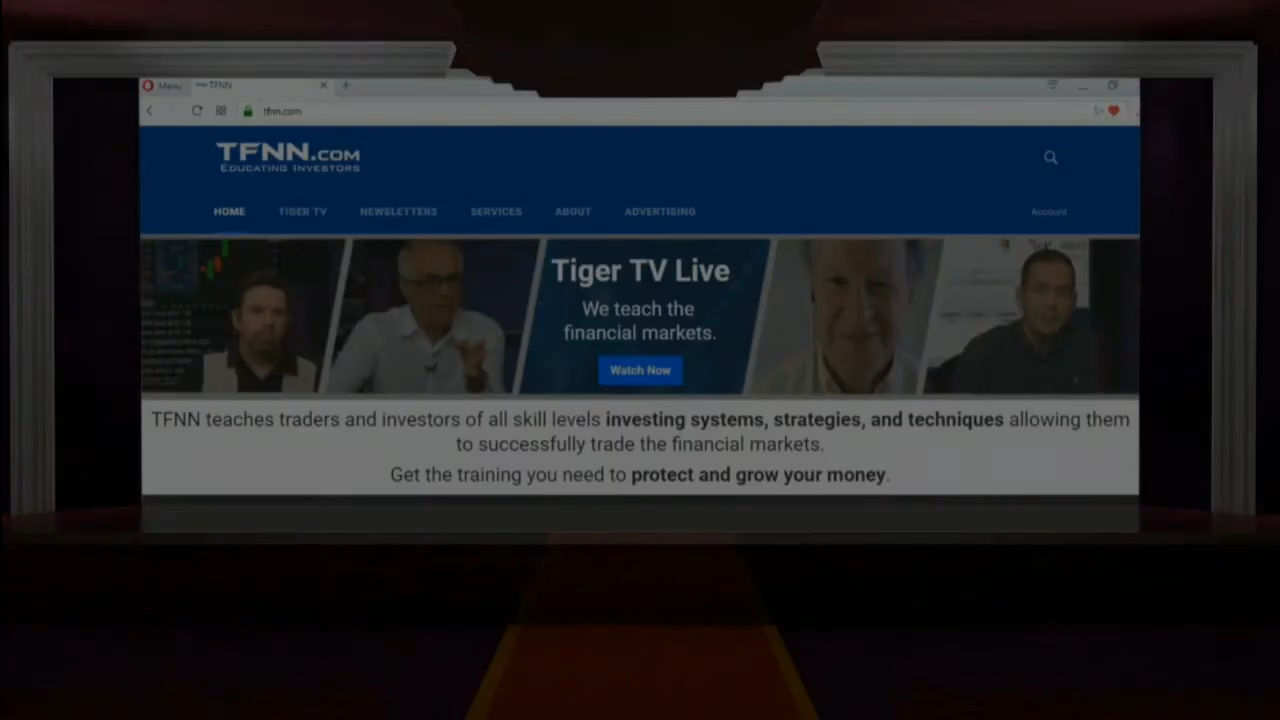 Menu
TFNN
tfnn.com
TFNN.COM
EDUCATING INVESTORS
HOME TIGER TV NEWSLETTERS SERVICES ABOUT ADVERTISING
Account
Tiger TV Live
We teach the
financial markets.
Watch Now
TFNN teaches traders and investors of all skill levels investing systems, strategies, and techniques allowing them
to successfully trade the financial markets.
Get the training you need to protect and grow your money.